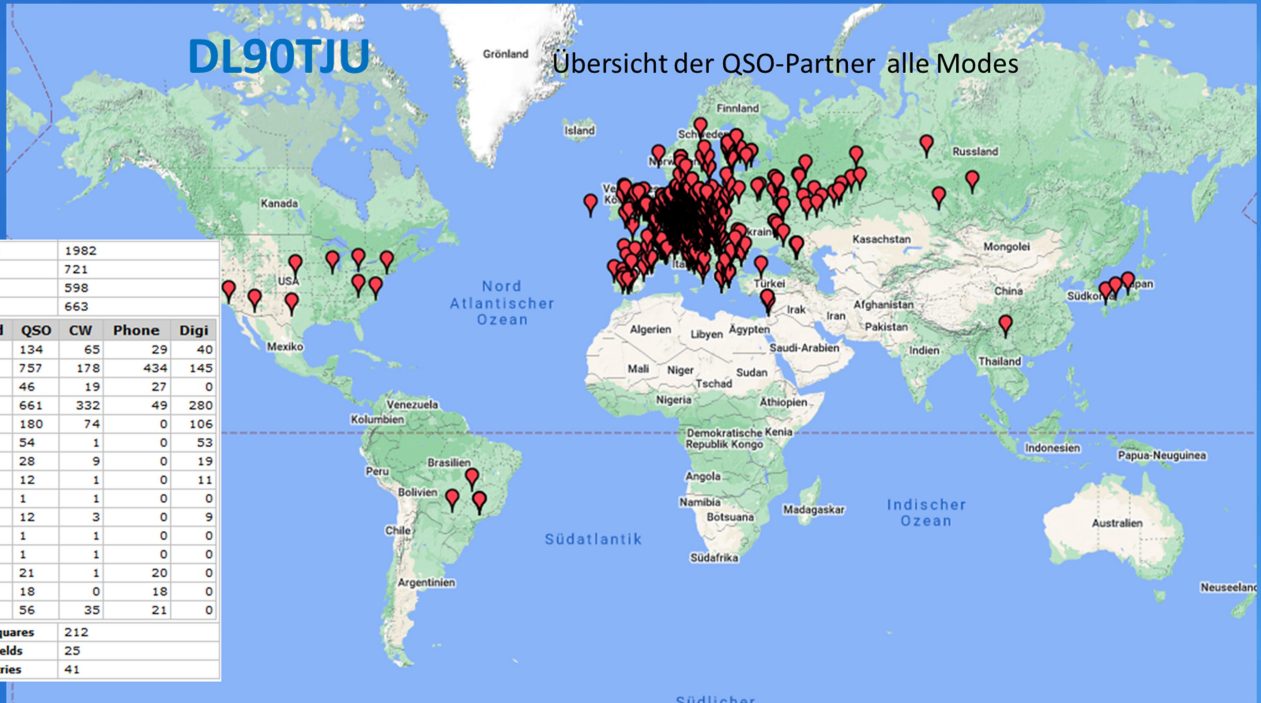 DL90TJU
Übersicht der QSO-Partner alle Modes
Grönland
Finnland
Island
Russland
Kanada
Kasachstan
Mongolei
USA
Nord
Atlantischer
Ozean
Türkei
China
Afghanistan
Irak
Iran
Pakistan
Mexiko
Algerien
Libyen
Ägypten
Saudi-Arabien
Indien
Thailand
Mali
Niger
Sudan
Tschad
Nigeria
Äthiopien
Venezuela
Kolumbien
Demokratische
Republik Kongo
Kenia
Indonesien
Papua-Neuguinea
Peru
Brasilien
Bolivien
Angola
Namibia
Botsuana
Madagaskar
Indischer
Ozean
Australien
Chile
Südatlantik
Südafrika
Argentinien
Neuseeland
Südlicher
1982
721
598
663
QSO CW Phone Digi
134 65 29 40
757 178 434 145
46 19 27 0
661 332 49 280
180 74 0 106
54 1 0 53
28 9 0 19
12 1 0 11
1 1 0 0
12 3 0 9
1 1 0 0
1 1 0 0
21 1 20 0
18 0 18 0
56 35 21 0
212
25
41